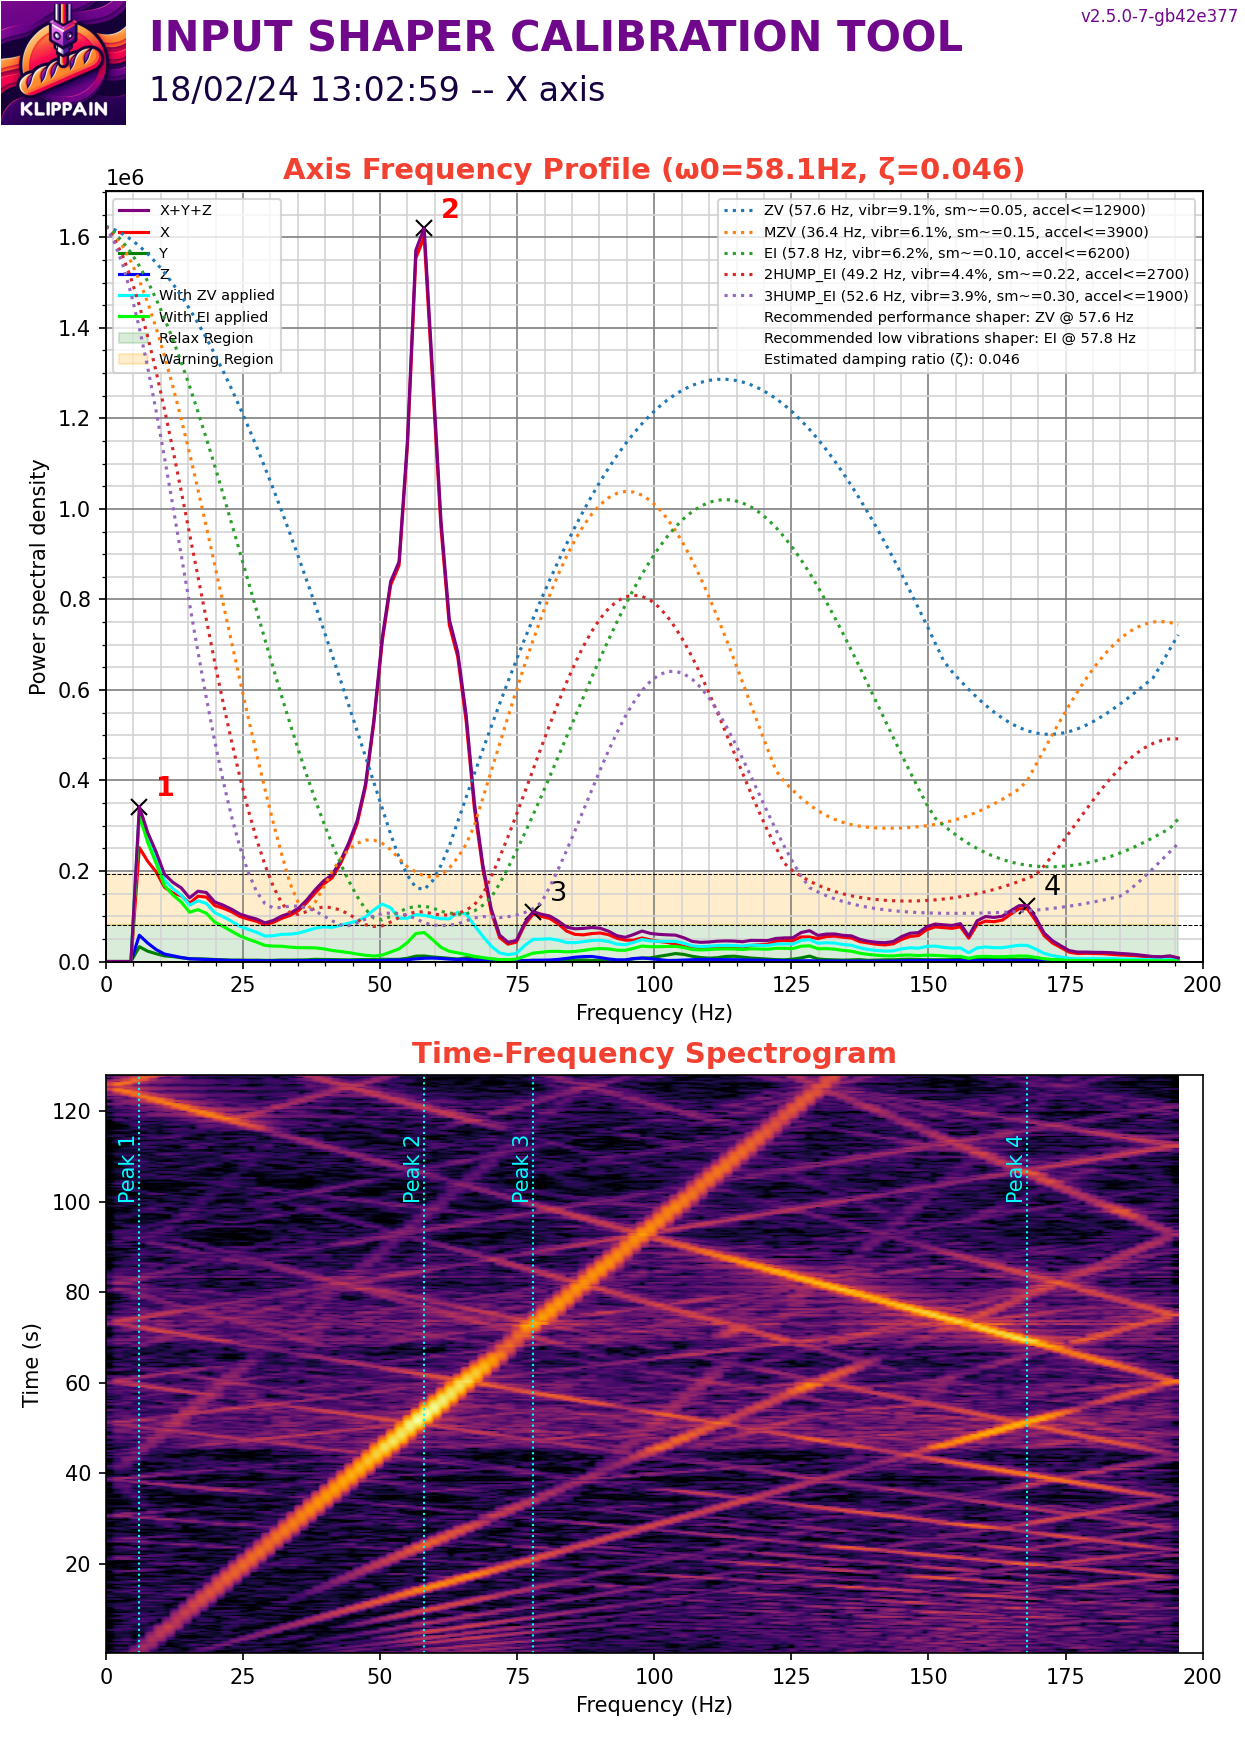 v2.5.0-7-gb42e377
INPUT SHAPER CALIBRATION TOOL
18/02/24 13:02:59 -- X axis
KLIPPAIN
Axis Frequency Profile (ω0=58.1Hz, ζ=0.046)
1e6
X+Y+Z
X
Y
Z
With ZV applied
With EI applied
Relax Region
Warning Region
ZV (57.6 Hz, vibr=9.1%, sm~=0.05, accel<=12900)
MZV (36.4 Hz, vibr=6.1%, sm~=0.15, accel<=3900)
EI (57.8 Hz, vibr=6.2%, sm~=0.10, accel<=6200)
2HUMP_EI (49.2 Hz, vibr=4.4%, sm~=0.22, accel<=2700)
3HUMP_EI (52.6 Hz, vibr=3.9%, sm~=0.30, accel<=1900)
Recommended performance shaper: ZV @ 57.6 Hz
Recommended low vibrations shaper: EI @ 57.8 Hz
Estimated damping ratio (ζ): 0.046
1
2
3
4
Power spectral density
1.6
1.4
1.2
1.0
0.8
0.6
0.4
0.2
0.0
0 25 50 75 100 125 150 175 200
Frequency (Hz)
Time-Frequency Spectrogram
Peak 1
Peak 2
Peak 3
Peak 4
Time (s)
120
100
80
60
40
20
0 25 50 75 100 125 150 175 200
Frequency (Hz)